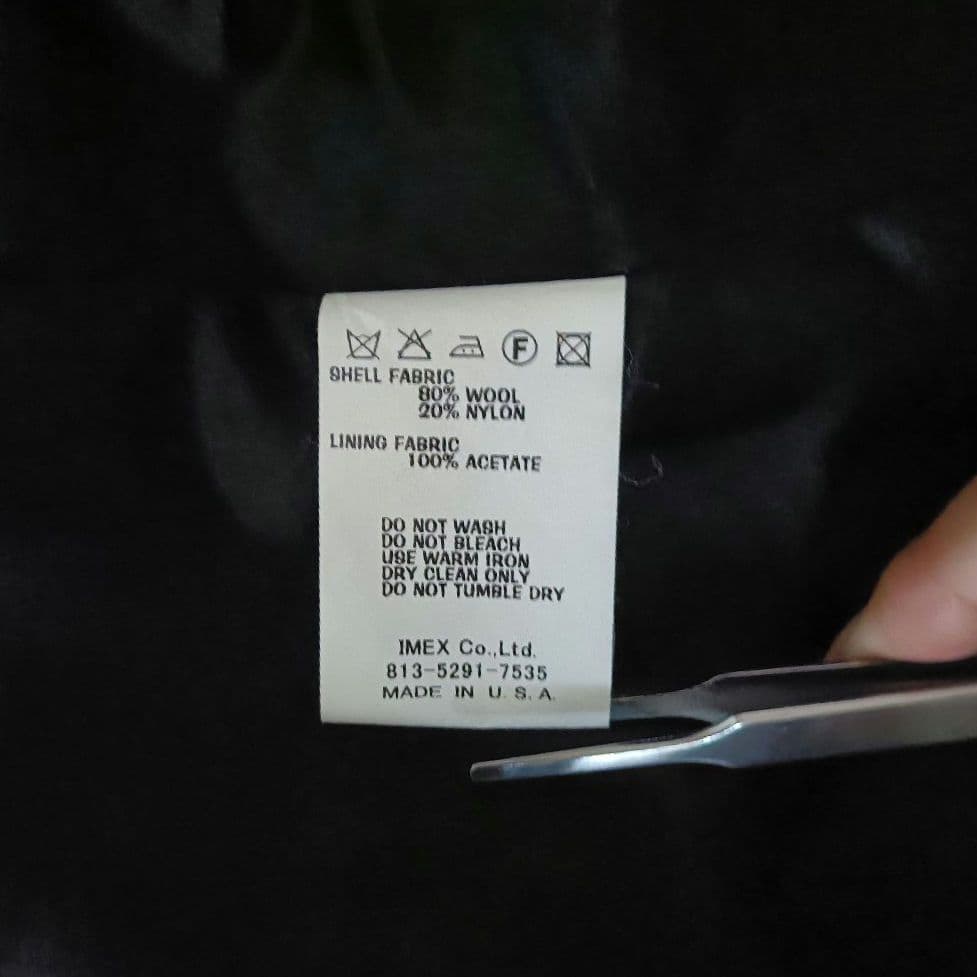 F
SHELL FABRIC
80% WOOL
20% NYLON
LINING FABRIC
100% ACETATE
DO NOT WASH
DO NOT BLEACH
USE WARM IRON
DRY CLEAN ONLY
DO NOT TUMBLE DRY
IMEX Co.,Ltd.
813-5291-7535
MADE IN U.S.A.